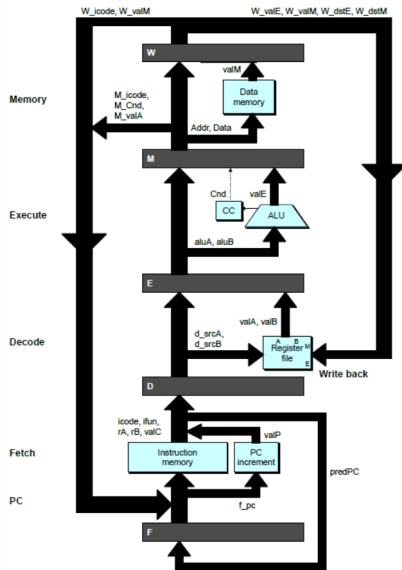 W_icode, W_valM
W_valE, W_valM, W_dstE, W_dstM
W
valM
Memory
M_icode,
M_Cnd,
M_valA
Data
memory
Addr, Data
M
Cnd
valE
Execute
CC
ALU
aluA, aluB
E
valA, valB
Decode
d_srcA,
d_srcB
A B
M
Register
file
E
Write back
D
icode, ifun,
rA, rB, valC
valP
Fetch
Instruction
memory
PC
increment
predPC
PC
f_pc
F